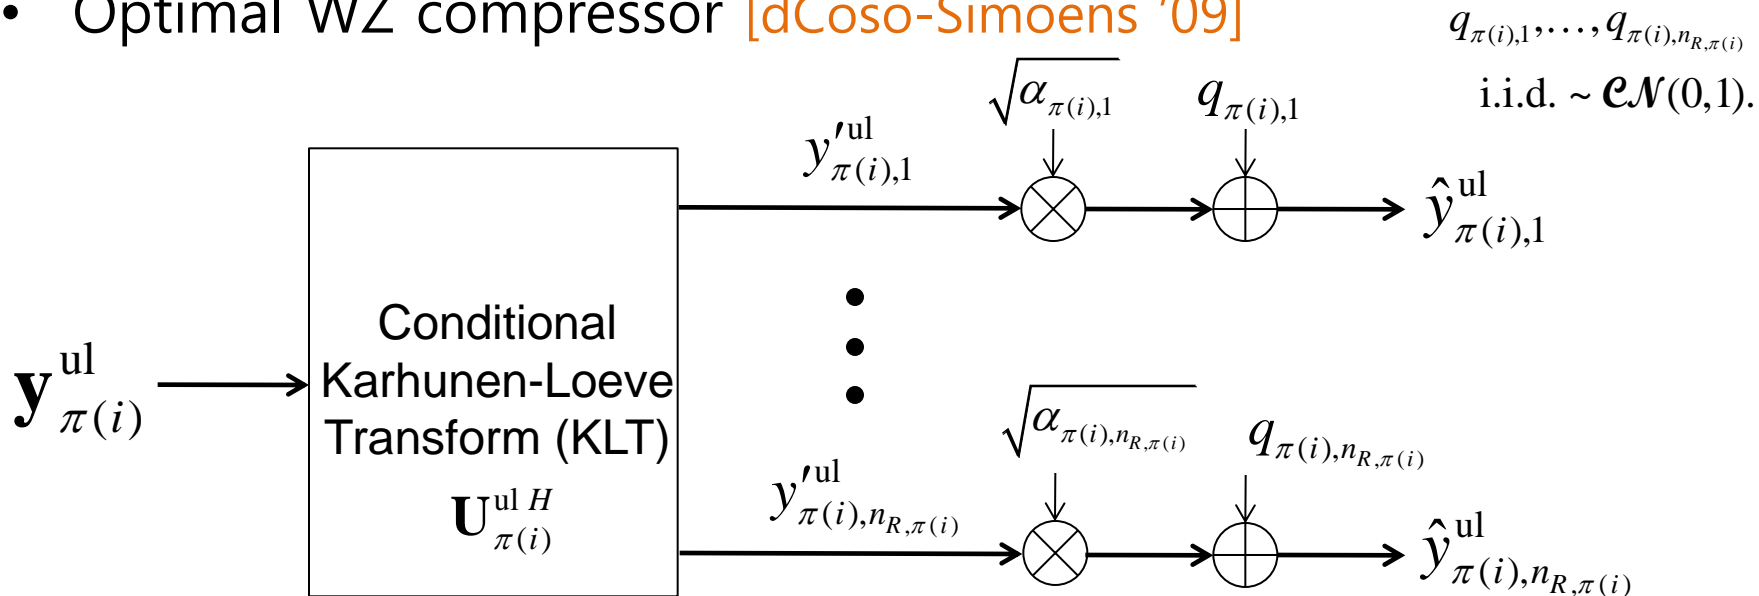 • Optimal WZ compressor [dCoso-Simoens '09]
q_{π(i),1},…,q_{π(i),n_{R,π(i)}}
i.i.d. ~ 𝓒𝓝(0,1).
√α_{π(i),1}
q_{π(i),1}
y'^{ul}_{π(i),1}
ŷ^{ul}_{π(i),1}
Conditional
Karhunen-Loeve
Transform (KLT)
U^{ul H}_{π(i)}
y^{ul}_{π(i)}
√α_{π(i),n_{R,π(i)}}
q_{π(i),n_{R,π(i)}}
y'^{ul}_{π(i),n_{R,π(i)}}
ŷ^{ul}_{π(i),n_{R,π(i)}}